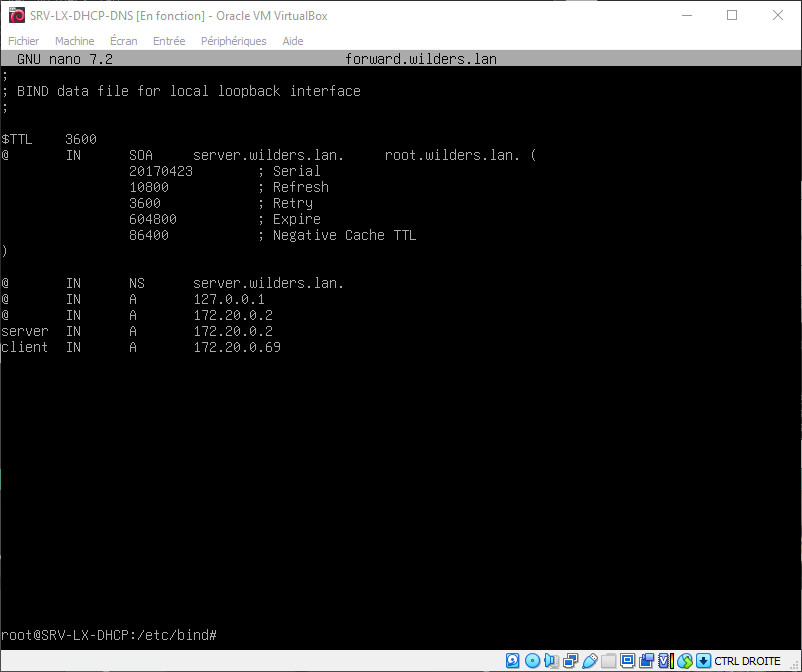 SRV-LX-DHCP-DNS [En fonction] - Oracle VM VirtualBox
Fichier Machine Écran Entrée Périphériques Aide
GNU nano 7.2 forward.wilders.lan
;
; BIND data file for local loopback interface
;
$TTL 3600
@ IN SOA server.wilders.lan. root.wilders.lan. (
20170423 ; Serial
10800 ; Refresh
3600 ; Retry
604800 ; Expire
86400 ; Negative Cache TTL
)
@ IN NS server.wilders.lan.
@ IN A 127.0.0.1
@ IN A 172.20.0.2
server IN A 172.20.0.2
client IN A 172.20.0.69
root@SRV-LX-DHCP:/etc/bind#
CTRL DROITE